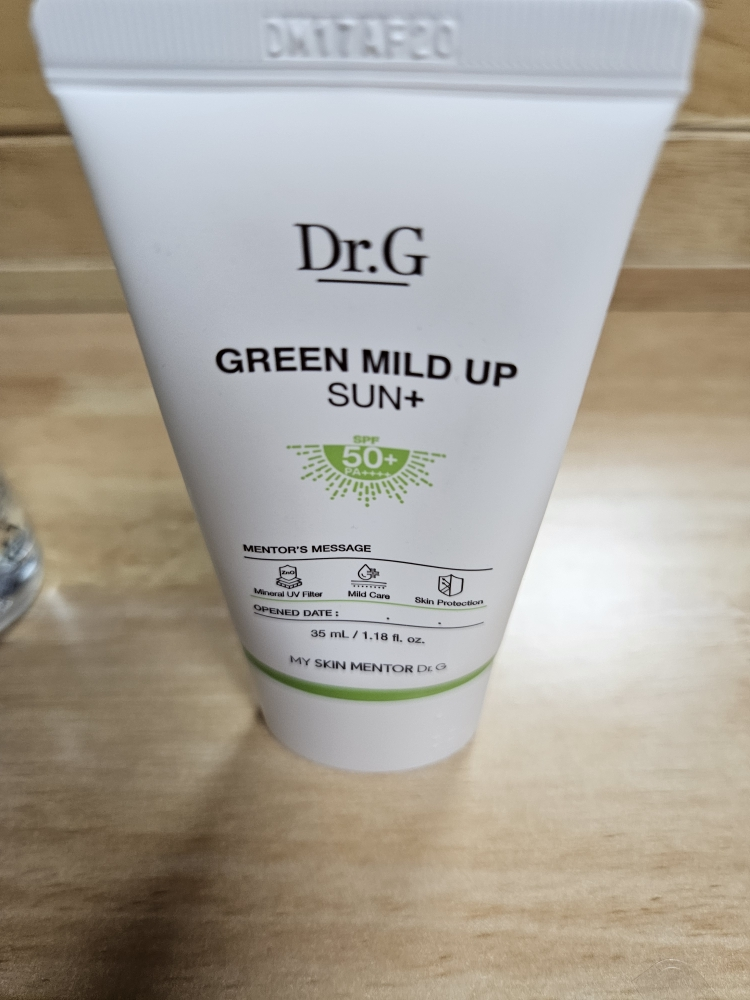 DM17AF20
Dr.G
GREEN MILD UP
SUN+
SPF
50+
PA++++
MENTOR'S MESSAGE
ZnO
Mineral UV Filter Mild Care Skin Protection
OPENED DATE : . .
35 mL / 1.18 fl. oz.
MY SKIN MENTOR Dr.G